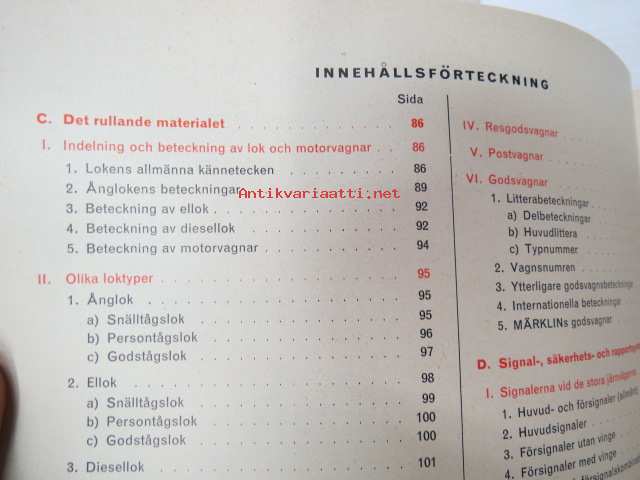 INNEHÅLLSFÖRTECKNING
Sida
C. Det rullande materialet 86
I. Indelning och beteckning av lok och motorvagnar 86
1. Lokens allmänna kännetecken 86
2. Ånglokens beteckningar 89
3. Beteckning av ellok 92
4. Beteckning av diesellok 92
5. Beteckning av motorvagnar 94
II. Olika loktyper 95
1. Ånglok 95
a) Snälltågslok 95
b) Persontågslok 96
c) Godstågslok 97
2. Ellok 98
a) Snälltågslok 99
b) Persontågslok 100
c) Godstågslok 100
3. Diesellok 101
IV. Resgodsvagnar
V. Postvagnar
VI. Godsvagnar
1. Litterabeteckningar
a) Delbeteckningar
b) Huvudlittera
c) Typnummer
2. Vagnsnumren
3. Ytterligare godsvagnsbeteckningar
4. Internationella beteckningar
5. MÄRKLINs godsvagnar
D. Signal-, säkerhets- och
I. Signalerna vid de stora järnvägarna
1. Huvud- och försignaler
2. Huvudsignaler
3. Försignaler utan vinge
4. Försignaler med vinge
Antikvariaatti.net